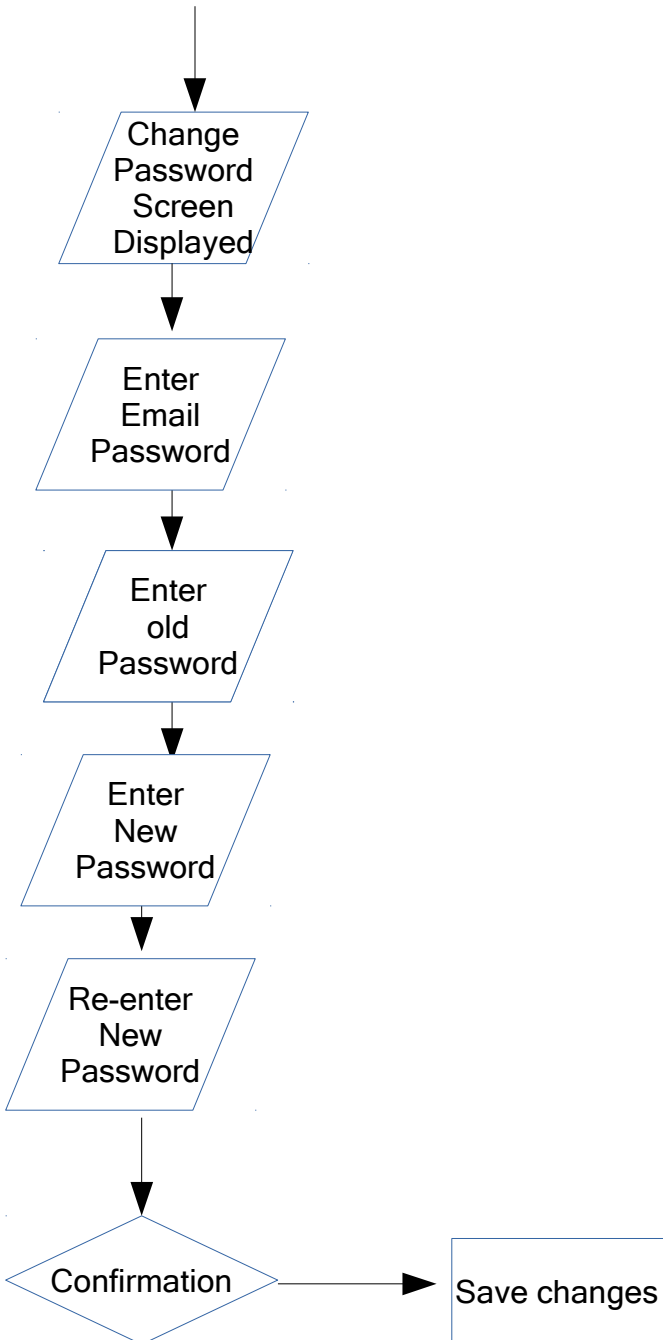 Change
Password
Screen
Displayed
Enter
Email
Password
Enter
old
Password
Enter
New
Password
Re-enter
New
Password
Confirmation
Save changes